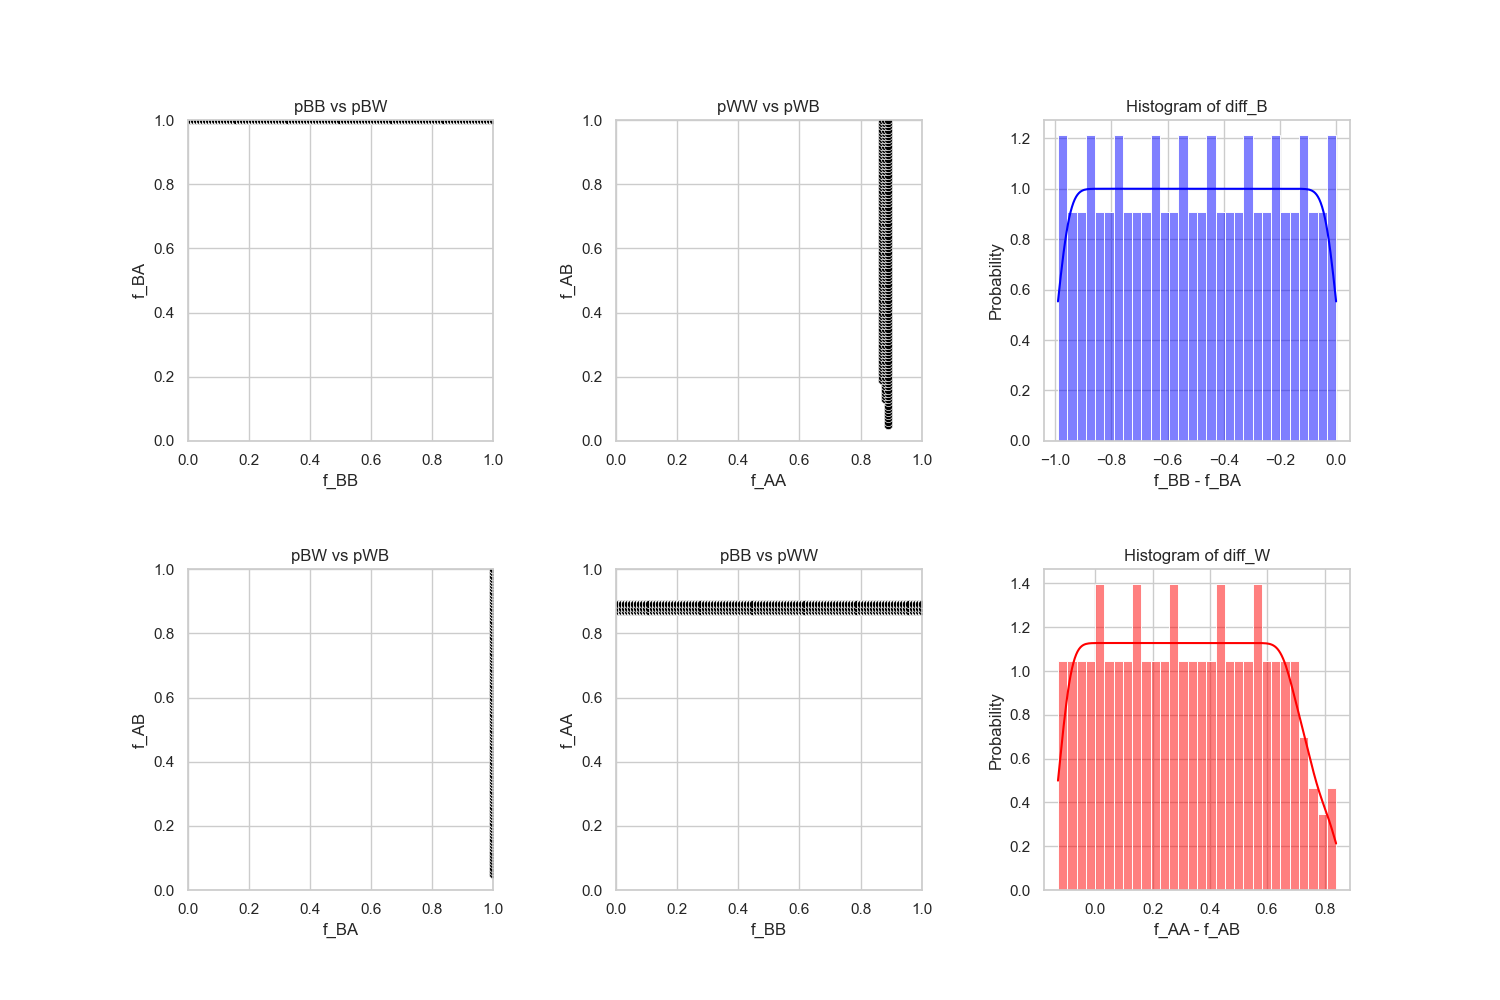 pBB vs pBW
1.0
0.8
0.6
0.4
0.2
0.0
f_BA
0.0 0.2 0.4 0.6 0.8 1.0
f_BB
pWW vs pWB
1.0
0.8
0.6
0.4
0.2
0.0
f_AB
0.0 0.2 0.4 0.6 0.8 1.0
f_AA
Histogram of diff_B
1.2
1.0
0.8
0.6
0.4
0.2
0.0
Probability
−1.0 −0.8 −0.6 −0.4 −0.2 0.0
f_BB - f_BA
pBW vs pWB
1.0
0.8
0.6
0.4
0.2
0.0
f_AB
0.0 0.2 0.4 0.6 0.8 1.0
f_BA
pBB vs pWW
1.0
0.8
0.6
0.4
0.2
0.0
f_AA
0.0 0.2 0.4 0.6 0.8 1.0
f_BB
Histogram of diff_W
1.4
1.2
1.0
0.8
0.6
0.4
0.2
0.0
Probability
0.0 0.2 0.4 0.6 0.8
f_AA - f_AB